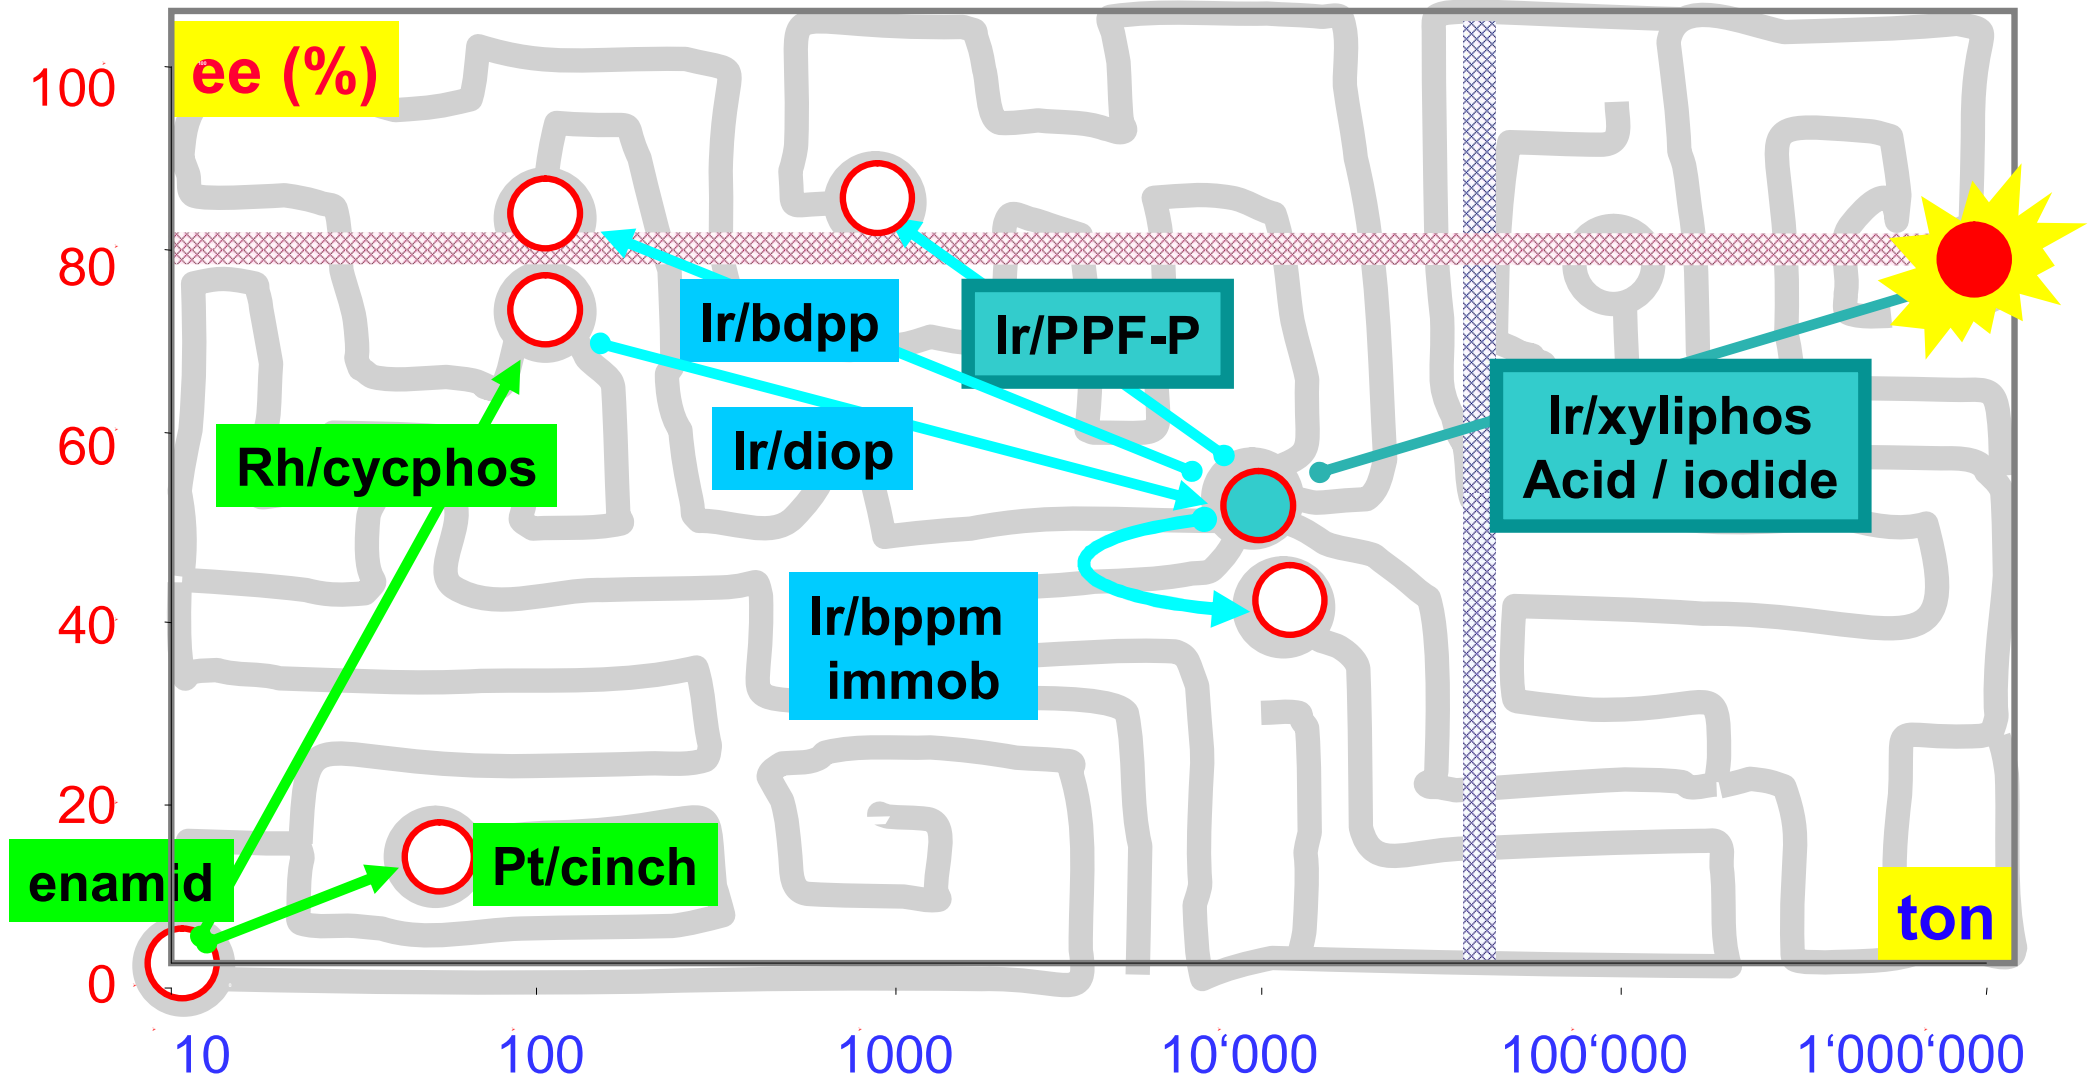 ee (%)
100
80
60
40
20
0
Ir/bdpp
Ir/PPF-P
Ir/diop
Rh/cycphos
Ir/xyliphos
Acid / iodide
Ir/bppm
immob
enamid
Pt/cinch
ton
10
100
1000
10‘000
100‘000
1‘000‘000